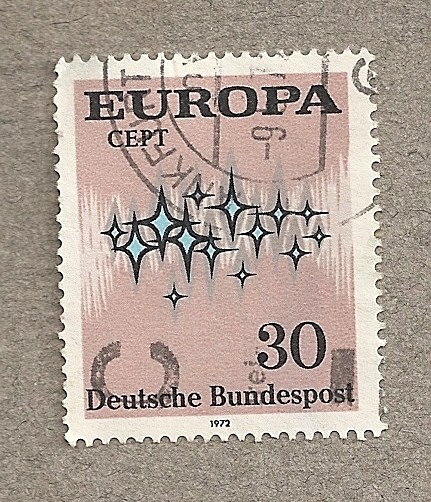 EUROPA
CEPT
30
Deutsche Bundespost
1972